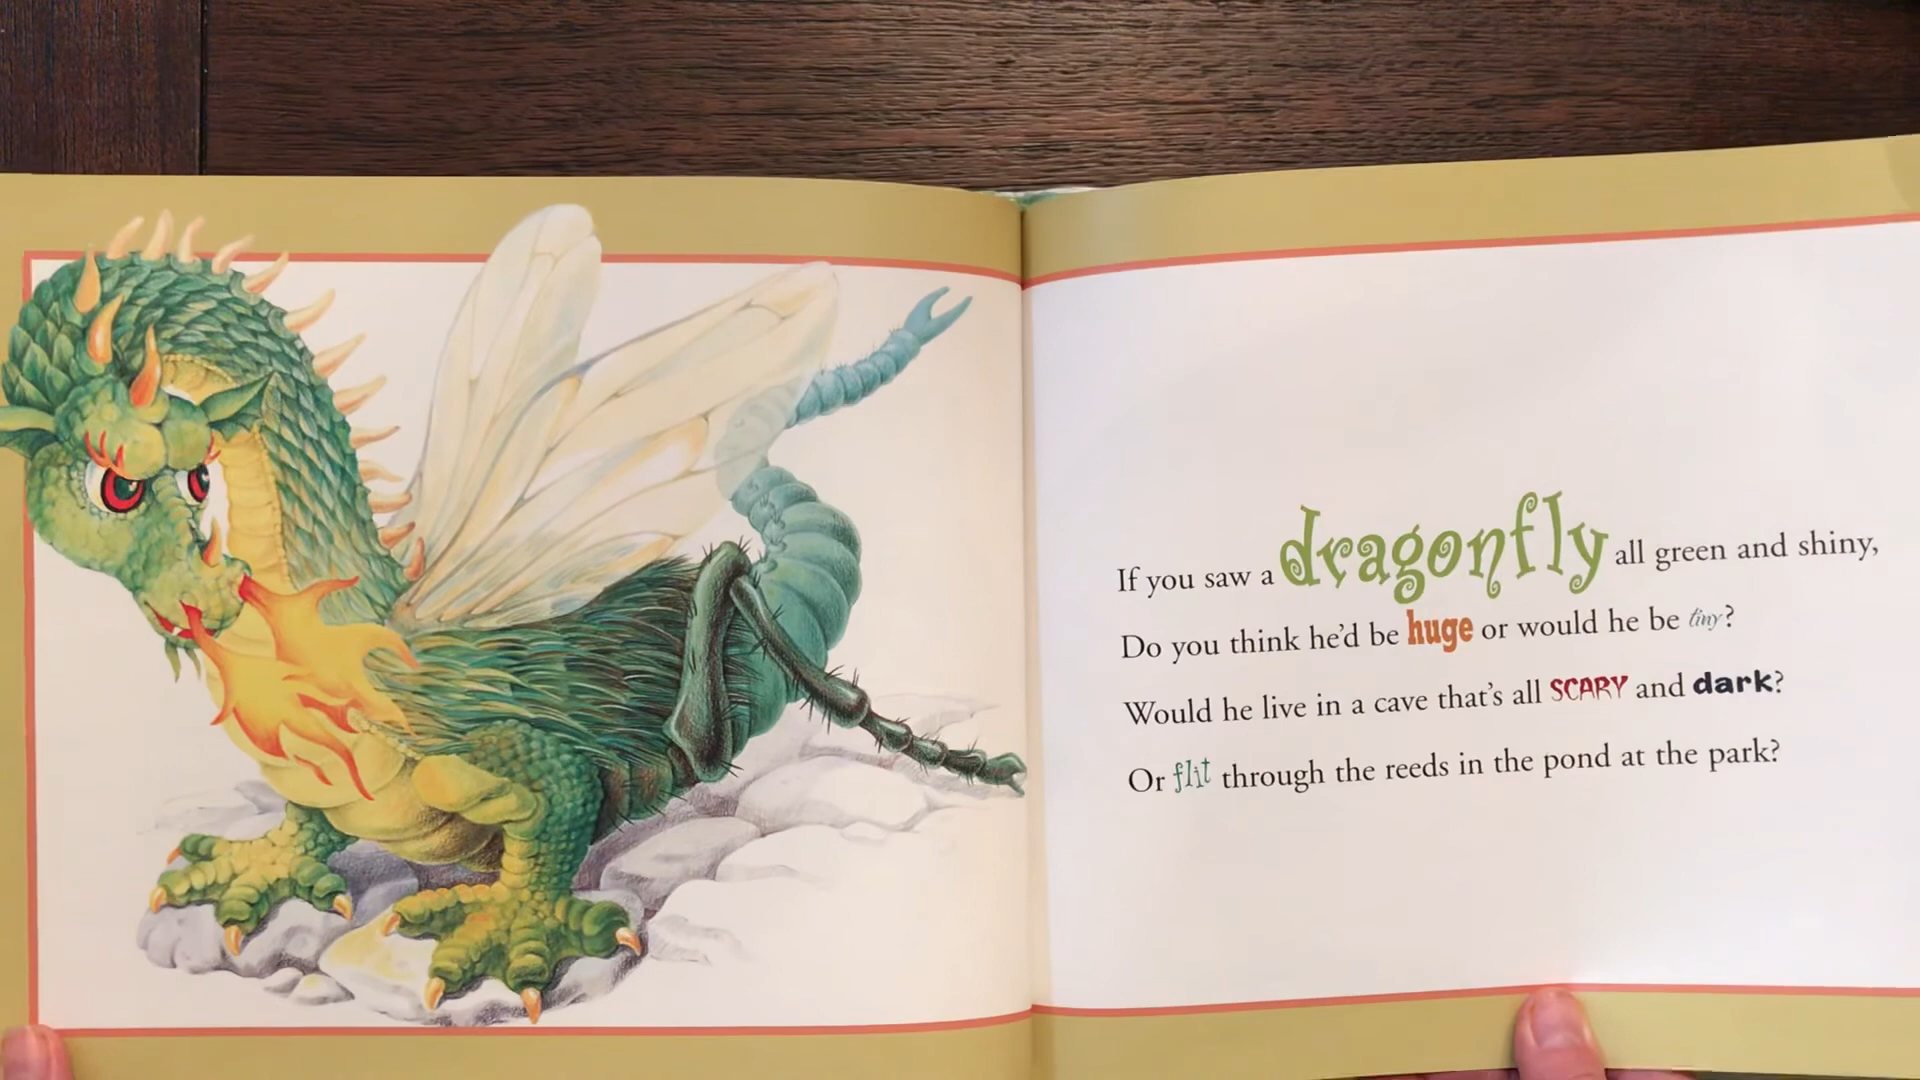 If you saw a dragonfly all green and shiny,
Do you think he'd be huge or would he be tiny?
Would he live in a cave that's all SCARY and dark?
Or flit through the reeds in the pond at the park?